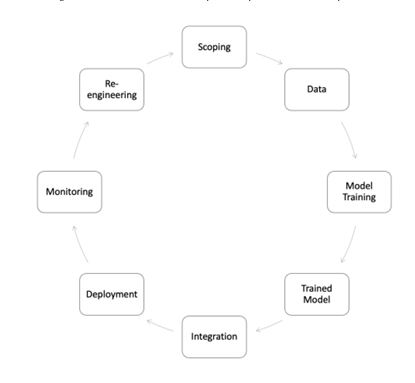 Scoping
Data
Model
Training
Trained
Model
Integration
Deployment
Monitoring
Re-
engineering